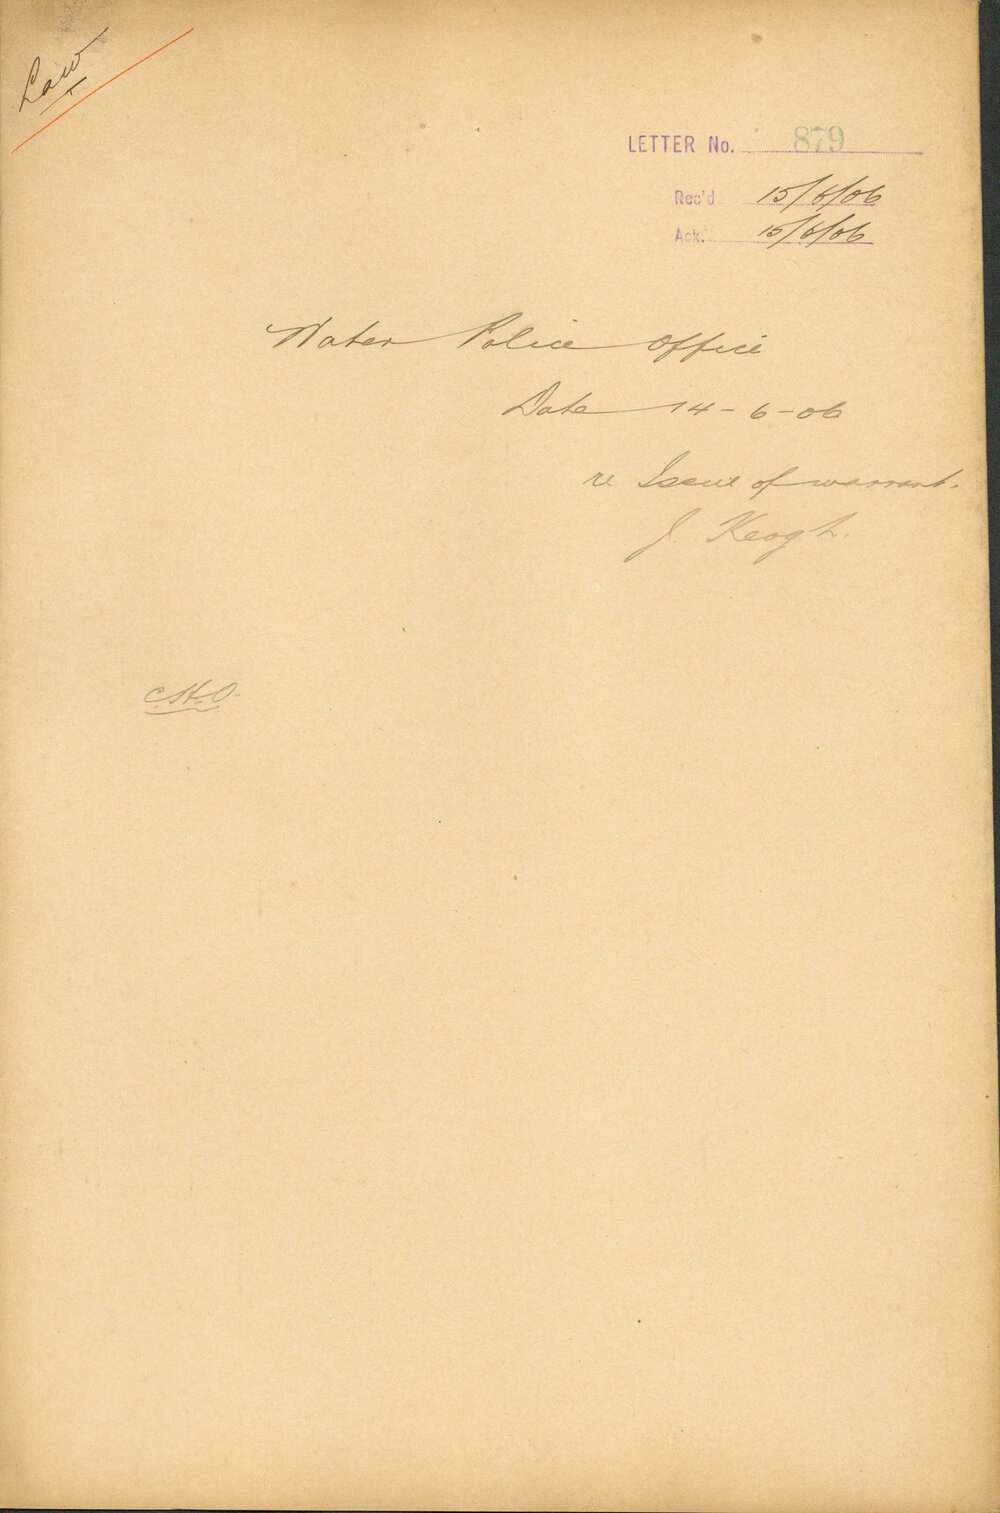 Law
LETTER No. 879
Rec'd 15/6/06
Ack. 15/6/06
Water Police Office
Date 14-6-06
re Issue of warrant.
J. Keogh.
C.H.O.